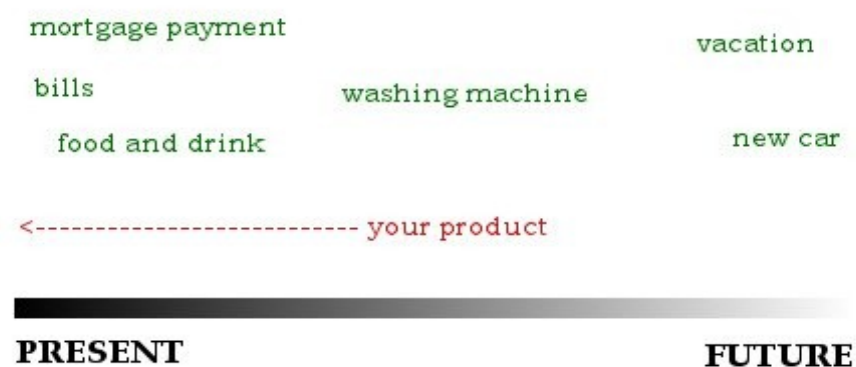 mortgage payment
vacation
bills
washing machine
food and drink
new car
<--------------------------- your product
PRESENT
FUTURE